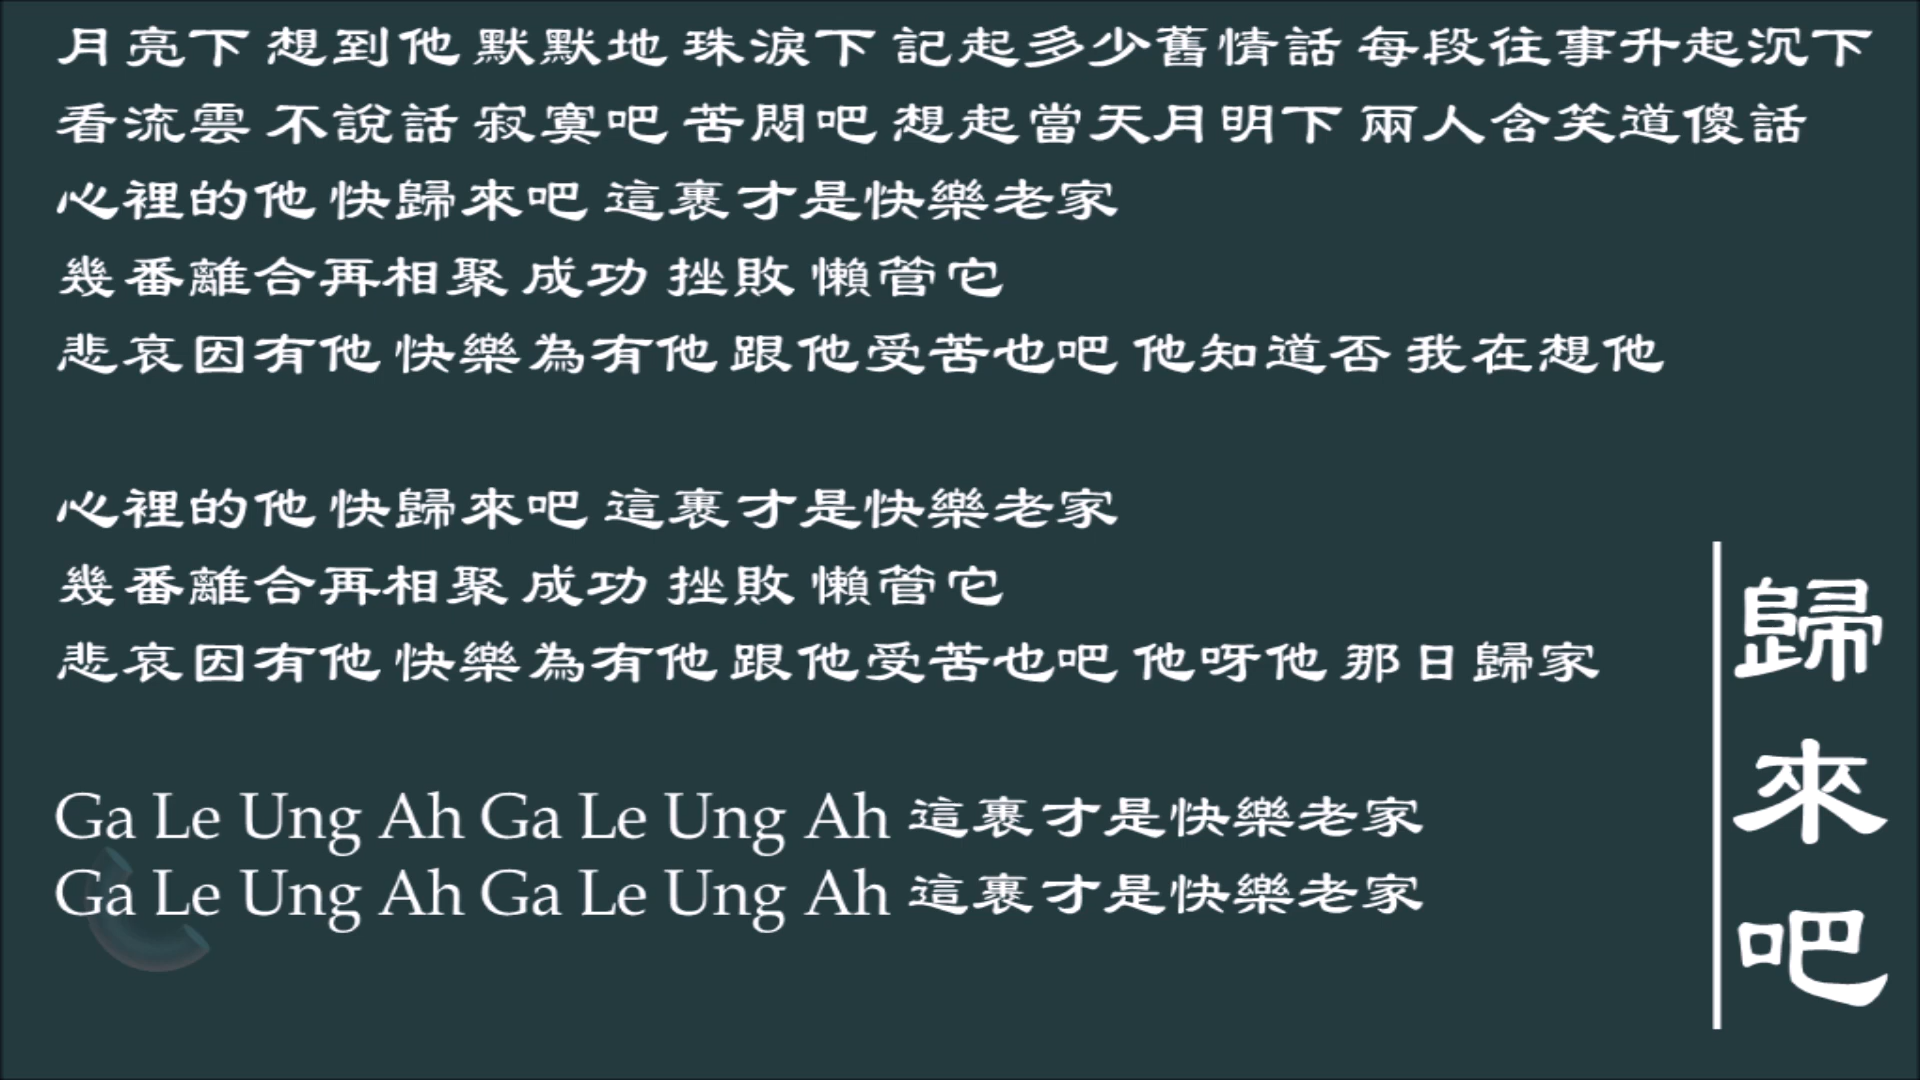 月亮下 想到他 默默地 珠淚下 記起多少舊情話 每段往事升起沉下
看流雲 不說話 寂寞吧 苦悶吧 想起當天月明下 兩人含笑道傻話
心裡的他 快歸來吧 這裏才是快樂老家
幾番離合再相聚 成功 挫敗 懶管它
悲哀因有他 快樂為有他 跟他受苦也吧 他知道否 我在想他
心裡的他 快歸來吧 這裏才是快樂老家
幾番離合再相聚 成功 挫敗 懶管它
悲哀因有他 快樂為有他 跟他受苦也吧 他呀他 那日歸家
Ga Le Ung Ah Ga Le Ung Ah 這裏才是快樂老家
Ga Le Ung Ah Ga Le Ung Ah 這裏才是快樂老家
歸來吧